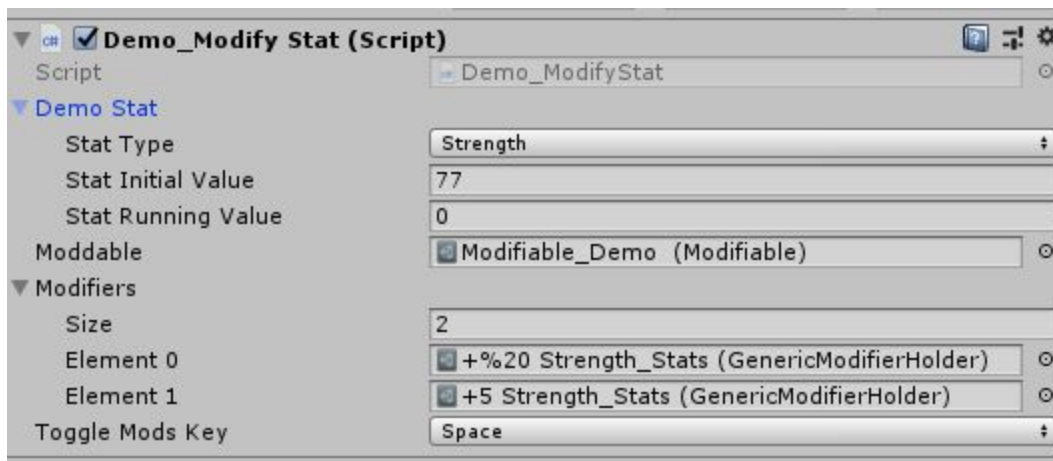 Demo_Modify Stat (Script)
Script Demo_ModifyStat
Demo Stat
Stat Type Strength
Stat Initial Value 77
Stat Running Value 0
Moddable Modifiable_Demo (Modifiable)
Modifiers
Size 2
Element 0 +%20 Strength_Stats (GenericModifierHolder)
Element 1 +5 Strength_Stats (GenericModifierHolder)
Toggle Mods Key Space